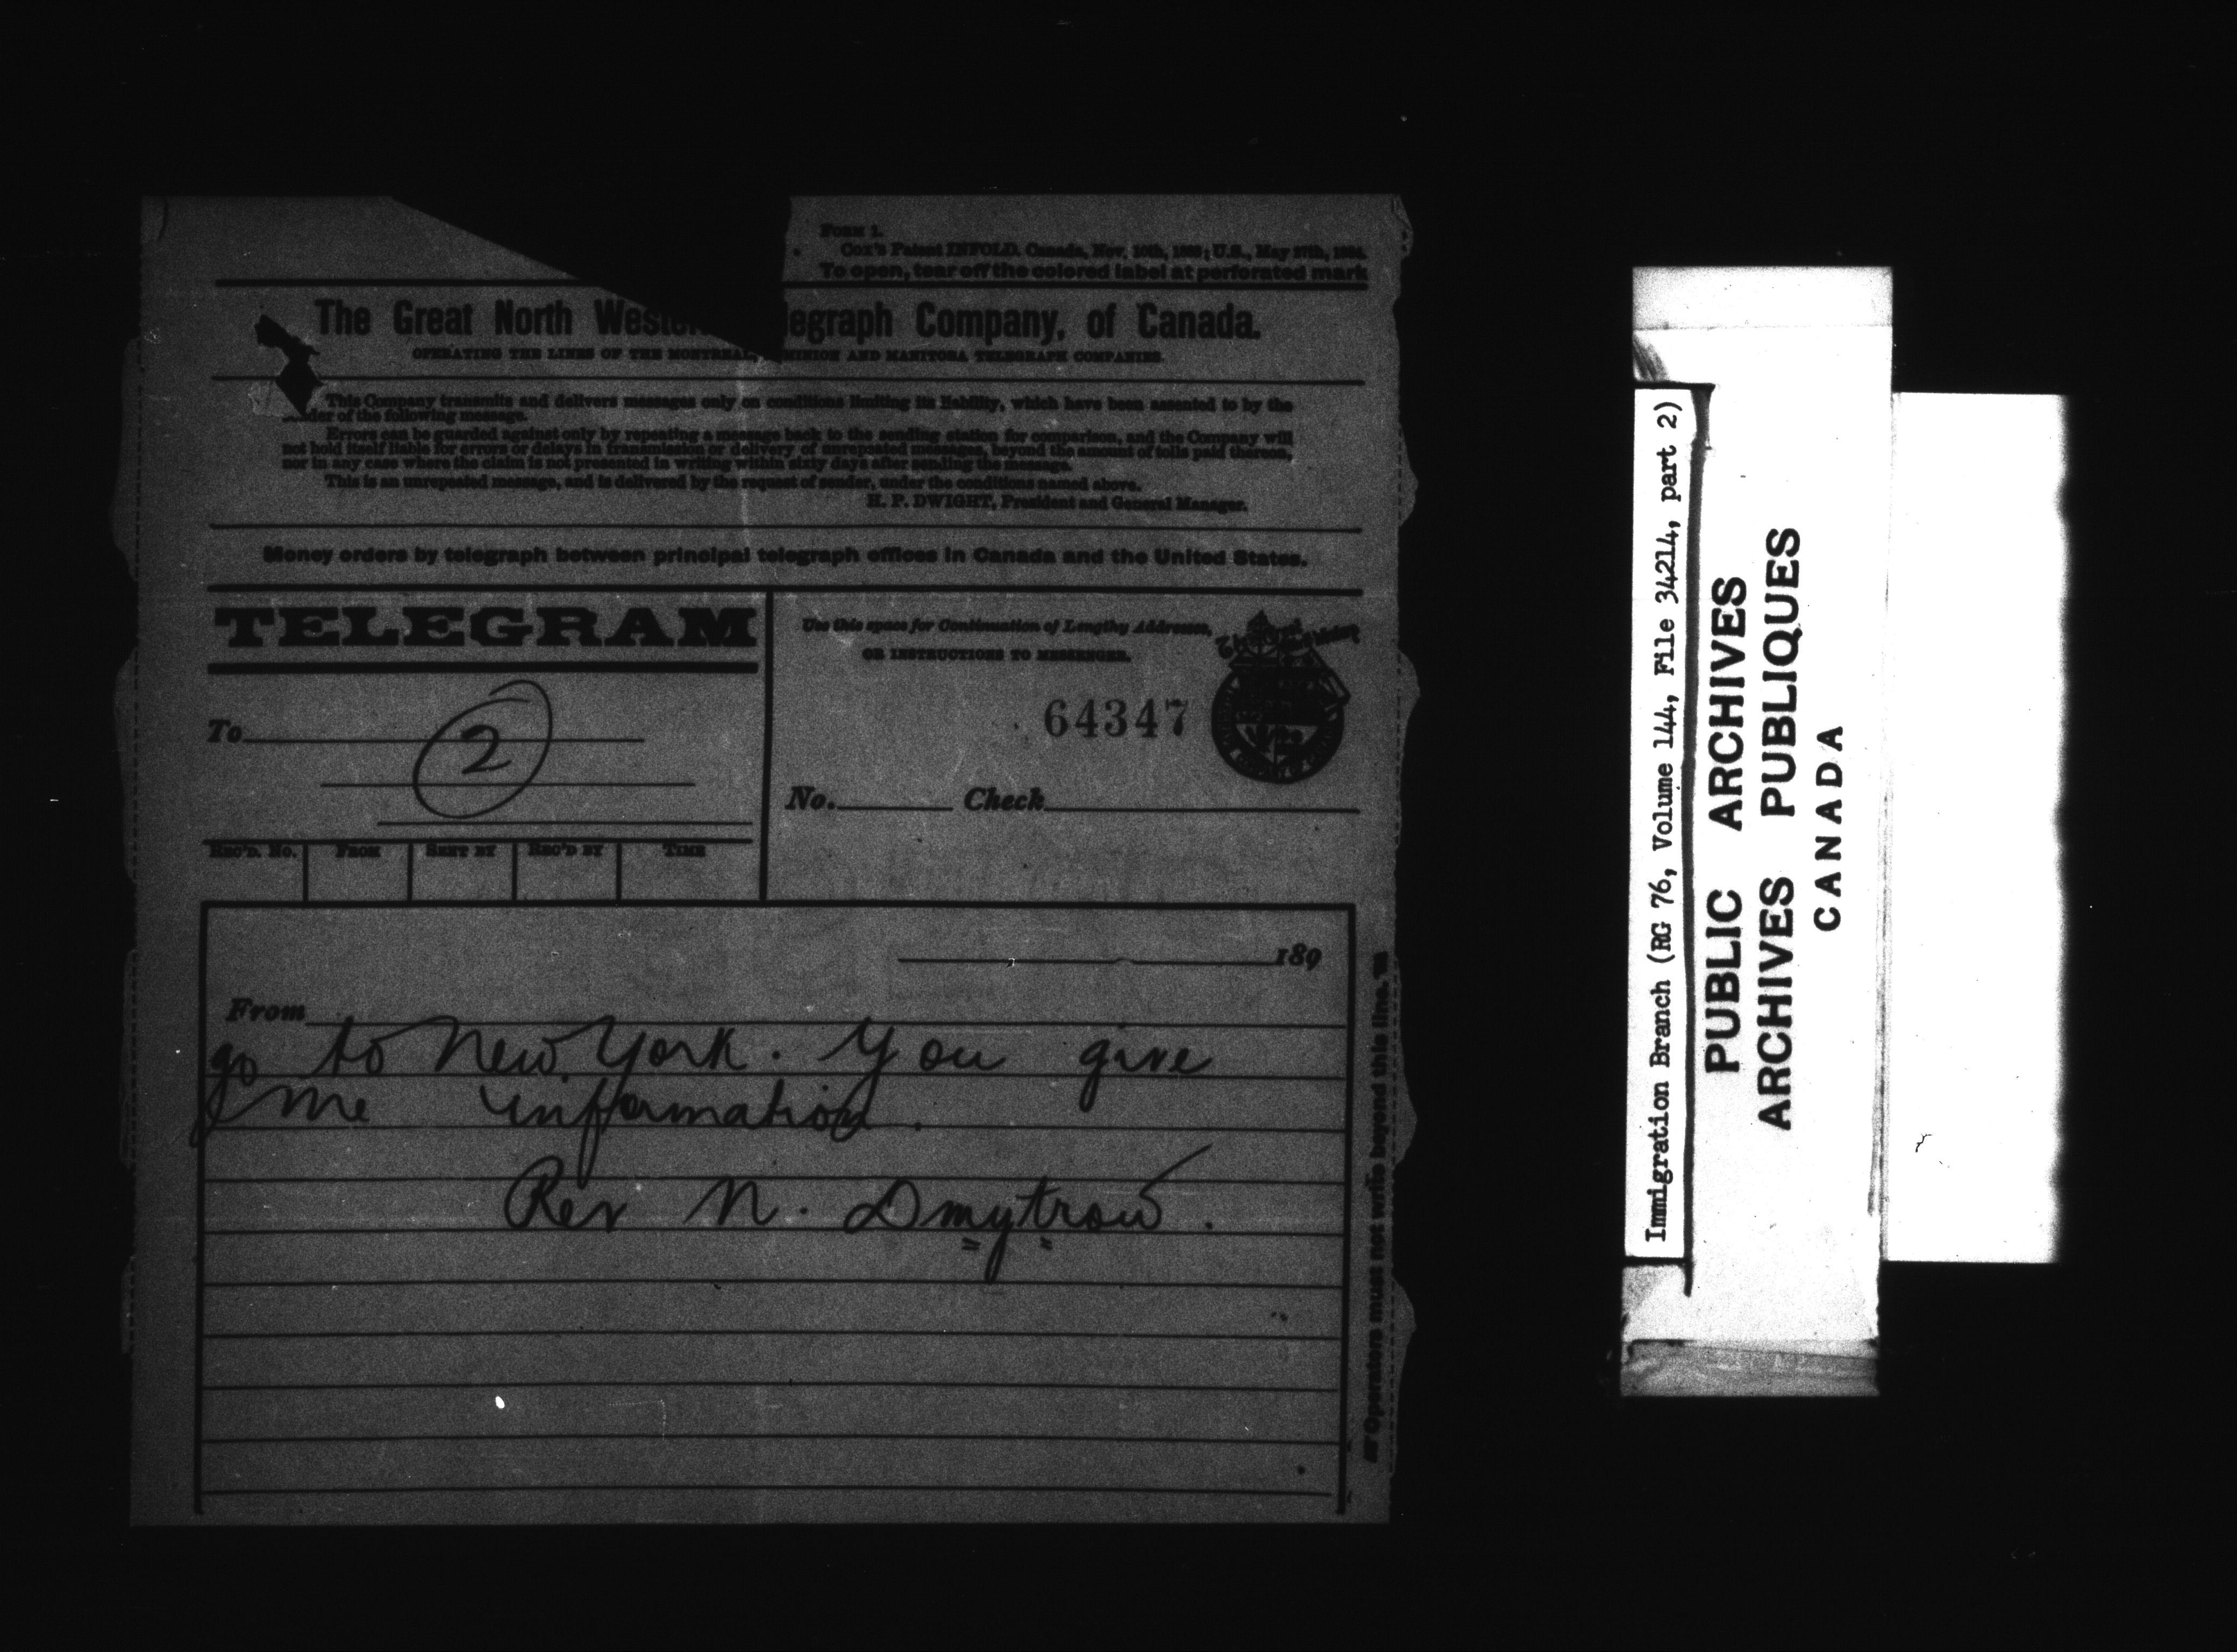 FORM 1.
Cox's Patent INFOLD. Canada, Nov. 10th, U.S., May 27th,
To open, tear off the colored label at perforated mark
The Great North Weste egraph Company, of Canada.
OPERATING THE LINES OF THE MONTREAL, MINION AND MANITOBA TELEGRAPH COMPANIES.
This Company transmits and delivers messages only on conditions limiting its liability, which have been assented to by the
der of the following message.
Errors can be guarded against only by repeating a message back to the sending station for comparison, and the Company will
not hold itself liable for errors or delays in transmission or delivery of unrepeated messages, beyond the amount of tolls paid thereon,
nor in any case where the claim is not presented in writing within sixty days after sending the message.
This is an unrepeated message, and is delivered by the request of sender, under the conditions named above.
H. P. DWIGHT, President and General Manager.
Money orders by telegraph between principal telegraph offices in Canada and the United States.
TELEGRAM
Use this space for Continuation of Lengthy Addresses,
OR INSTRUCTIONS TO MESSENGER.
64347
To
2
No. Check
REC'D. No. FROM SENT BY REC'D BY TIME
189
From
go to New York. You give
me information.
Rev N. Dmytrow.
Operators must not write beyond this line.
Immigration Branch (RG 76, Volume 144, File 34214, part 2)
PUBLIC ARCHIVES
ARCHIVES PUBLIQUES
CANADA